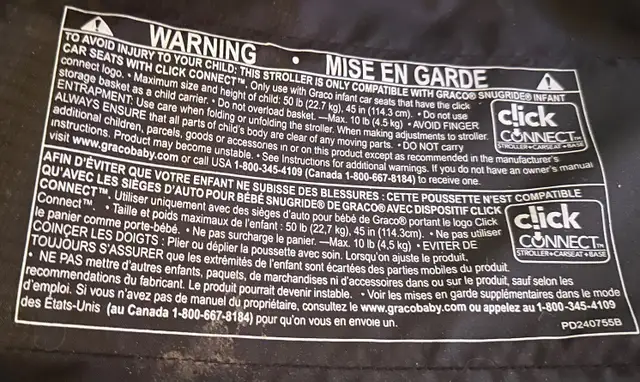 WARNING • MISE EN GARDE
TO AVOID INJURY TO YOUR CHILD: THIS STROLLER IS ONLY COMPATIBLE WITH GRACO® SNUGRIDE® INFANT
CAR SEATS WITH CLICK CONNECT™. Only use with Graco infant car seats that have the click
connect logo. • Maximum size and height of child: 50 lb (22.7 kg). 45 in (114.3 cm). • Do not use
storage basket as a child carrier. • Do not overload basket. —Max. 10 lb (4.5 kg) • AVOID FINGER
ENTRAPMENT: Use care when folding or unfolding the stroller. When making adjustments to stroller.
ALWAYS ENSURE that all parts of child's body are clear of any moving parts. • DO NOT carry
additional children, parcels, goods or accessories in or on this product except as recommended in the manufacturer's
instructions. Product may become unstable. • See Instructions for additional warnings. If you do not have an owner's manual
visit www.gracobaby.com or call USA 1-800-345-4109 (Canada 1-800-667-8184) to receive one.
click
CONNECT™
STROLLER+CARSEAT+BASE
AFIN D'ÉVITER QUE VOTRE ENFANT NE SUBISSE DES BLESSURES : CETTE POUSSETTE N'EST COMPATIBLE
QU'AVEC LES SIÈGES D'AUTO POUR BÉBÉ SNUGRIDE® DE GRACO® AVEC DISPOSITIF CLICK
CONNECT™. Utiliser uniquement avec des sièges d'auto pour bébé de Graco® portant le logo Click
Connect™. • Taille et poids maximaux de l'enfant : 50 lb (22,7 kg), 45 in (114.3cm). • Ne pas utiliser
le panier comme porte-bébé. • Ne pas surcharge le panier. —Max. 10 lb (4,5 kg) • EVITER DE
COINÇER LES DOIGTS : Plier ou déplier la poussette avec soin. Lorsqu'on ajuste le produit,
TOUJOURS S'ASSURER que les extrémités de l'enfant sont écartées des parties mobiles du produit.
• NE PAS mettre d'autres enfants, paquets, de marchandises ni d'accessoires dans ou sur le produit, sauf selon les
recommendations du fabricant. Le produit pourrait devenir instable. • Voir les mises en garde supplémentaires dans le mode
d'emploi. Si vous n'avez pas de manuel du propriétaire, consultez le www.gracobaby.com ou appelez au 1-800-345-4109
des États-Unis (au Canada 1-800-667-8184) pour qu'on vous en envoie un.
click
CONNECT™
STROLLER+CARSEAT+BASE
PD240755B